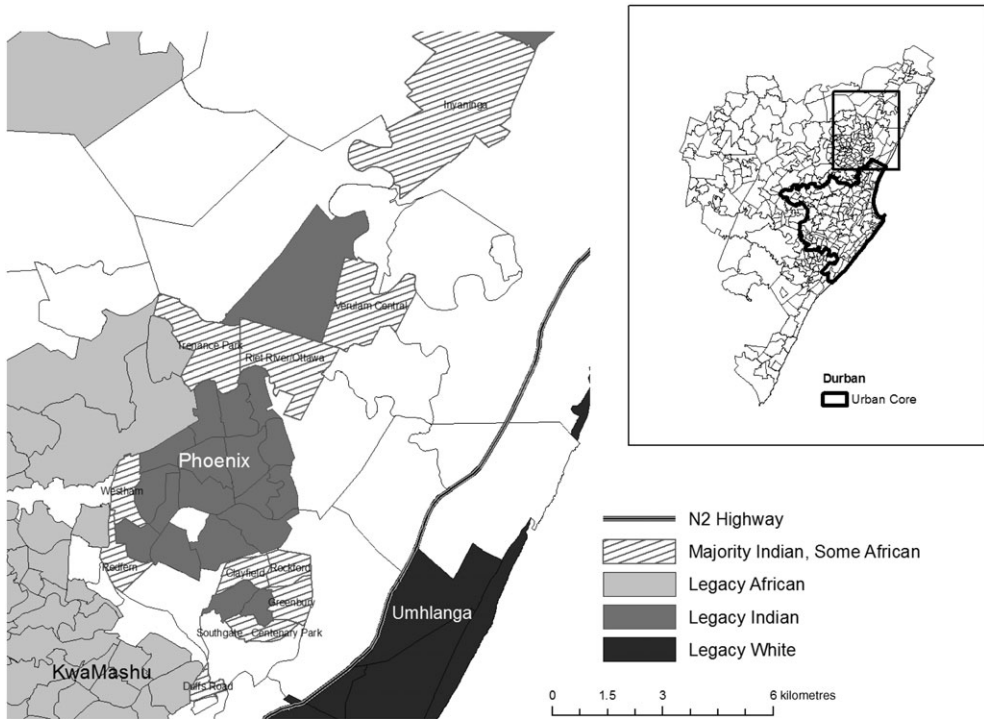 Inyaninga
Verulam Central
Trenance Park
Riet River/Ottawa
Phoenix
Westham
Redfern
Clayfield
Rockford
Greenbury
Southgate - Centenary Park
Umhlanga
KwaMashu
Duffs Road
Durban
Urban Core
N2 Highway
Majority Indian, Some African
Legacy African
Legacy Indian
Legacy White
0 1.5 3 6 kilometres